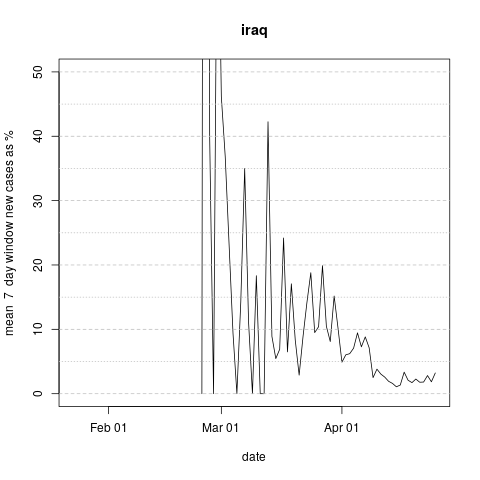 iraq
50
40
30
20
10
0
mean  7  day window new cases as %
Feb 01
Mar 01
Apr 01
date